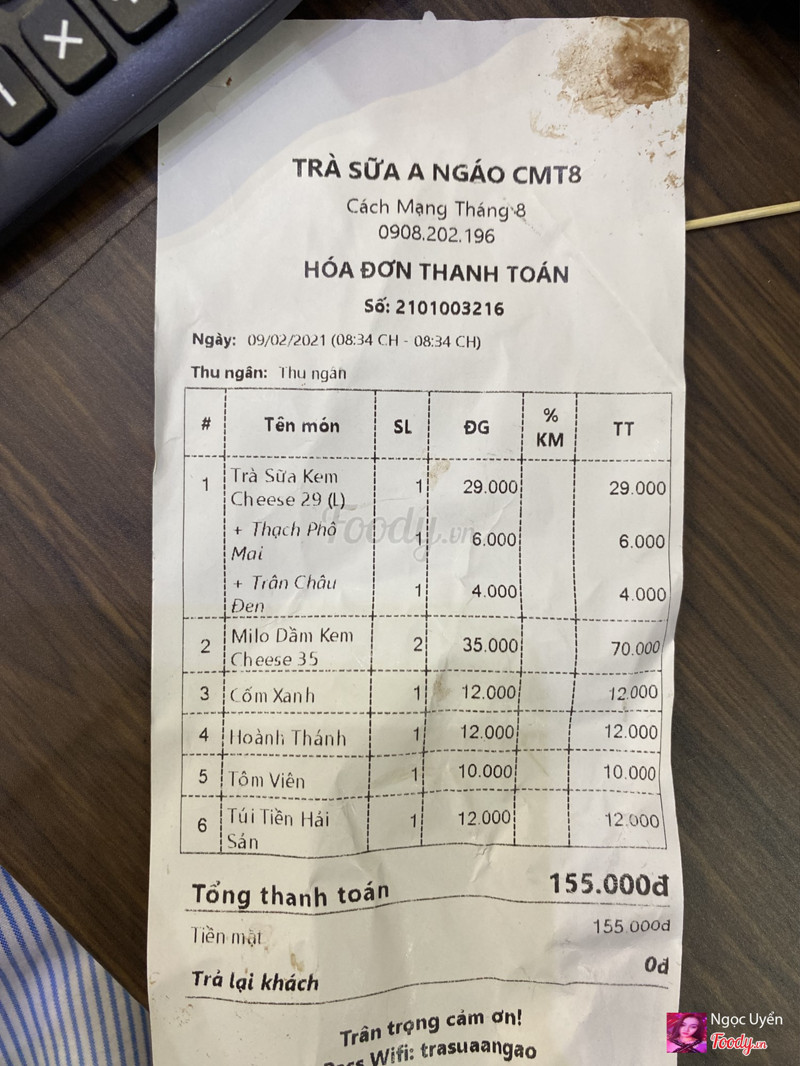 TRÀ SỮA A NGÁO CMT8
Cách Mạng Tháng 8
0908.202.196
HÓA ĐƠN THANH TOÁN
Số: 2101003216
Ngày: 09/02/2021 (08:34 CH - 08:34 CH)
Thu ngân: Thu ngân
# Tên món SL ĐG % KM TT
1 Trà Sữa Kem Cheese 29 (L) 1 29.000 29.000
+ Thạch Phô Mai 1 6.000 6.000
+ Trân Châu Đen 1 4.000 4.000
2 Milo Dầm Kem Cheese 35 2 35.000 70.000
3 Cốm Xanh 1 12.000 12.000
4 Hoành Thánh 1 12.000 12.000
5 Tôm Viên 1 10.000 10.000
6 Túi Tiền Hải Sản 1 12.000 12.000
Tổng thanh toán 155.000đ
Tiền mặt 155.000đ
Trả lại khách 0đ
Trân trọng cảm ơn!
Wifi: trasuaangao
Foody.vn
Ngọc Uyển
Foody.vn